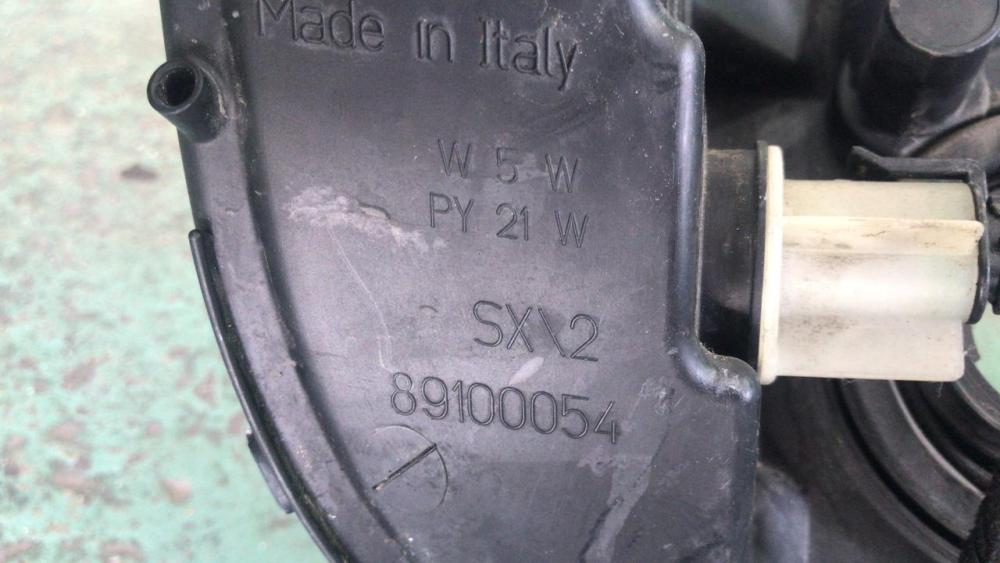 Made in Italy
W 5 W
PY 21 W
SX\2
89100054